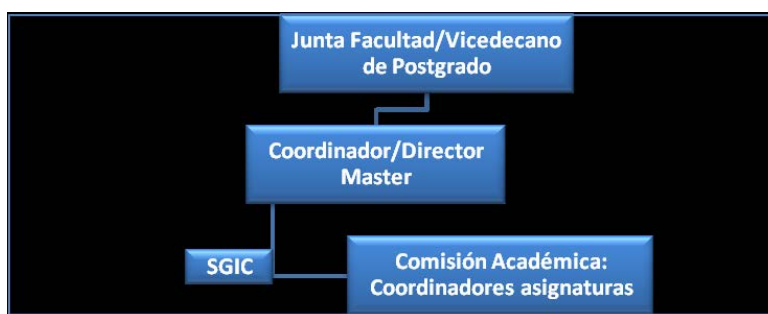 Junta Facultad/Vicedecano
de Postgrado
Coordinador/Director
Master
SGIC
Comisión Académica:
Coordinadores asignaturas